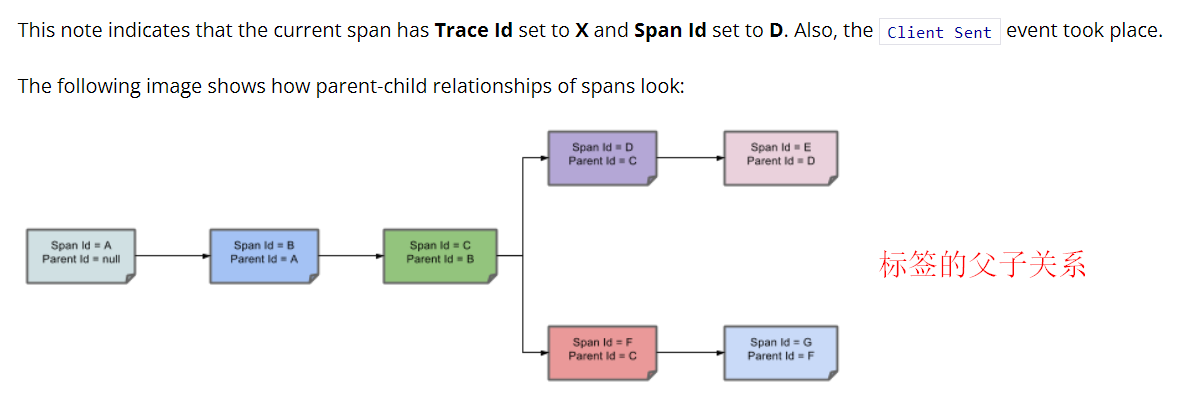 This note indicates that the current span has Trace Id set to X and Span Id set to D. Also, the Client Sent event took place.
The following image shows how parent-child relationships of spans look:
Span Id = D
Parent Id = C
Span Id = E
Parent Id = D
Span Id = A
Parent Id = null
Span Id = B
Parent Id = A
Span Id = C
Parent Id = B
标签的父子关系
Span Id = F
Parent Id = C
Span Id = G
Parent Id = F